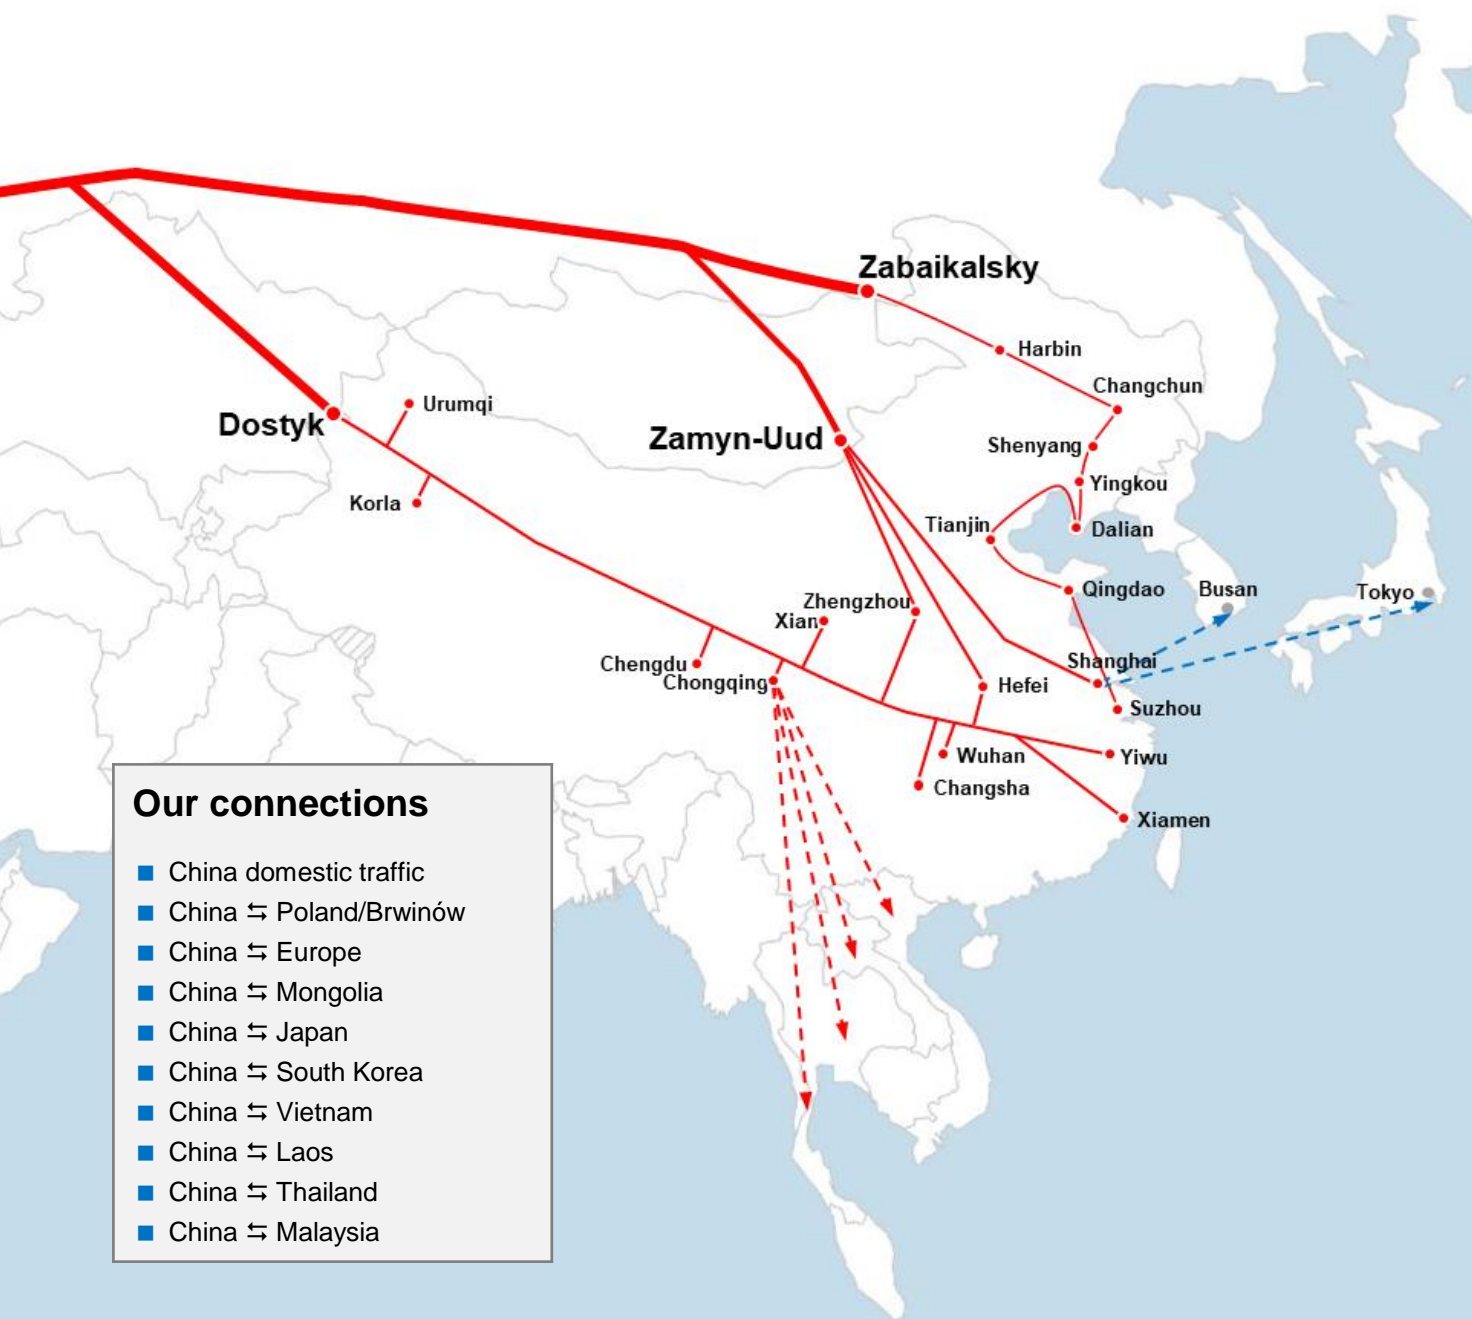 Zabaikalsky
Harbin
Changchun
Urumqi
Dostyk
Zamyn-Uud
Shenyang
Yingkou
Korla
Tianjin
Dalian
Qingdao
Busan
Tokyo
Zhengzhou
Xian
Chengdu
Chongqing
Shanghai
Hefei
Suzhou
Wuhan
Yiwu
Changsha
Xiamen
Our connections
■ China domestic traffic
■ China ⇆ Poland/Brwinów
■ China ⇆ Europe
■ China ⇆ Mongolia
■ China ⇆ Japan
■ China ⇆ South Korea
■ China ⇆ Vietnam
■ China ⇆ Laos
■ China ⇆ Thailand
■ China ⇆ Malaysia